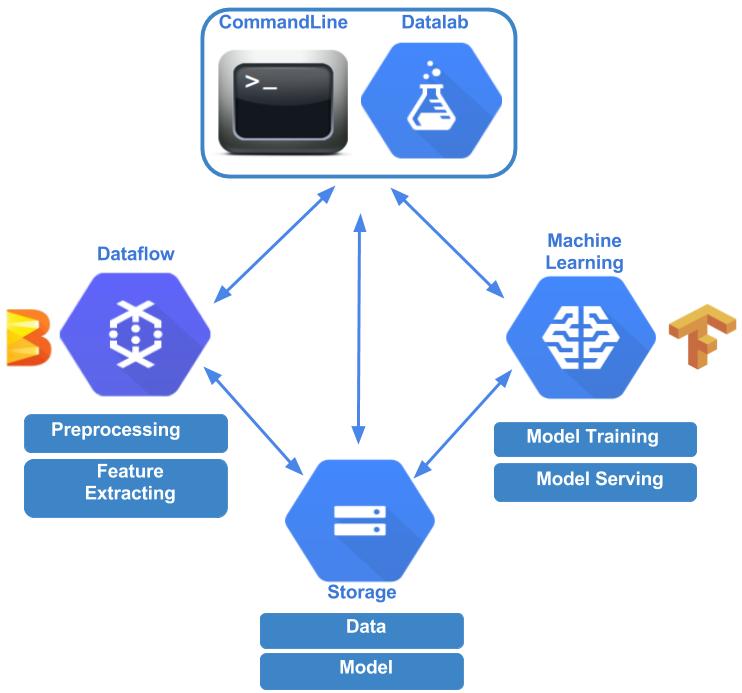 CommandLine
Datalab
>_
Dataflow
Machine
Learning
Preprocessing
Feature
Extracting
Model Training
Model Serving
Storage
Data
Model